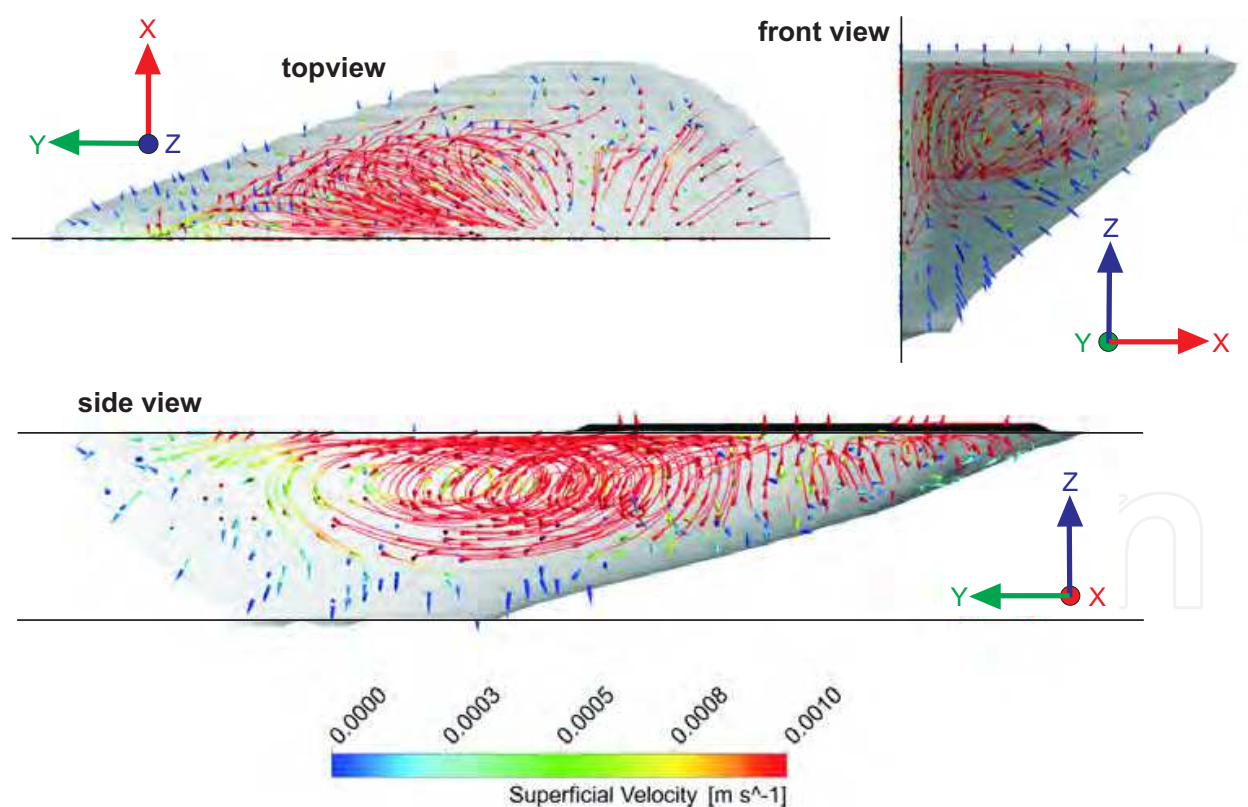 topview
X
Y
Z
front view
Z
Y
X
side view
Z
Y
X
n
0.0000
0.0003
0.0005
0.0008
0.0010
Superficial Velocity [m s^-1]